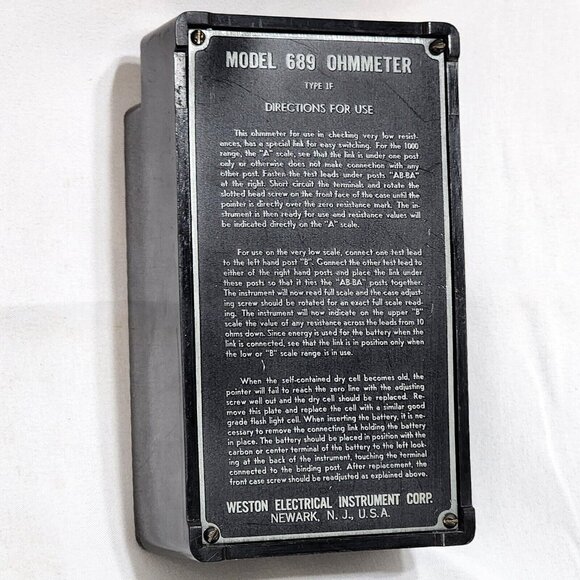 MODEL 689 OHMMETER
TYPE 1F
DIRECTIONS FOR USE
This ohmmeter for use in checking very low resist-
ances, has a special link for easy switching. For the 1000
range, the "A" scale, see that the link is under one post
only or otherwise does not make connection with any
other post. Fasten the test leads under posts "AB-BA"
at the right. Short circuit the terminals and rotate the
slotted head screw on the front face of the case until the
pointer is directly over the zero resistance mark. The in-
strument is then ready for use and resistance values will
be indicated directly on the "A" scale.
For use on the very low scale, connect one test lead
to the left hand post "B". Connect the other test lead to
either of the right hand posts and place the link under
these posts so that it ties the "AB-BA" posts together.
The instrument will now read full scale and the case adjust-
ing screw should be rotated for an exact full scale read-
ing. The instrument will now indicate on the upper "B"
scale the value of any resistance across the leads from 10
ohms down. Since energy is used for the battery when the
link is connected, see that the link is in position only when
the low or "B" scale range is in use.
When the self-contained dry cell becomes old, the
pointer will fail to reach the zero line with the adjusting
screw well out and the dry cell should be replaced. Re-
move this plate and replace the cell with a similar good
grade flash light cell. When inserting the battery, it is ne-
cessary to remove the connecting link holding the battery
in place. The battery should be placed in position with the
carbon or center terminal of the battery to the left look-
ing at the back of the instrument, touching the terminal
connected to the binding post. After replacement, the
front case screw should be readjusted as explained above.
WESTON ELECTRICAL INSTRUMENT CORP.
NEWARK, N. J., U.S.A.